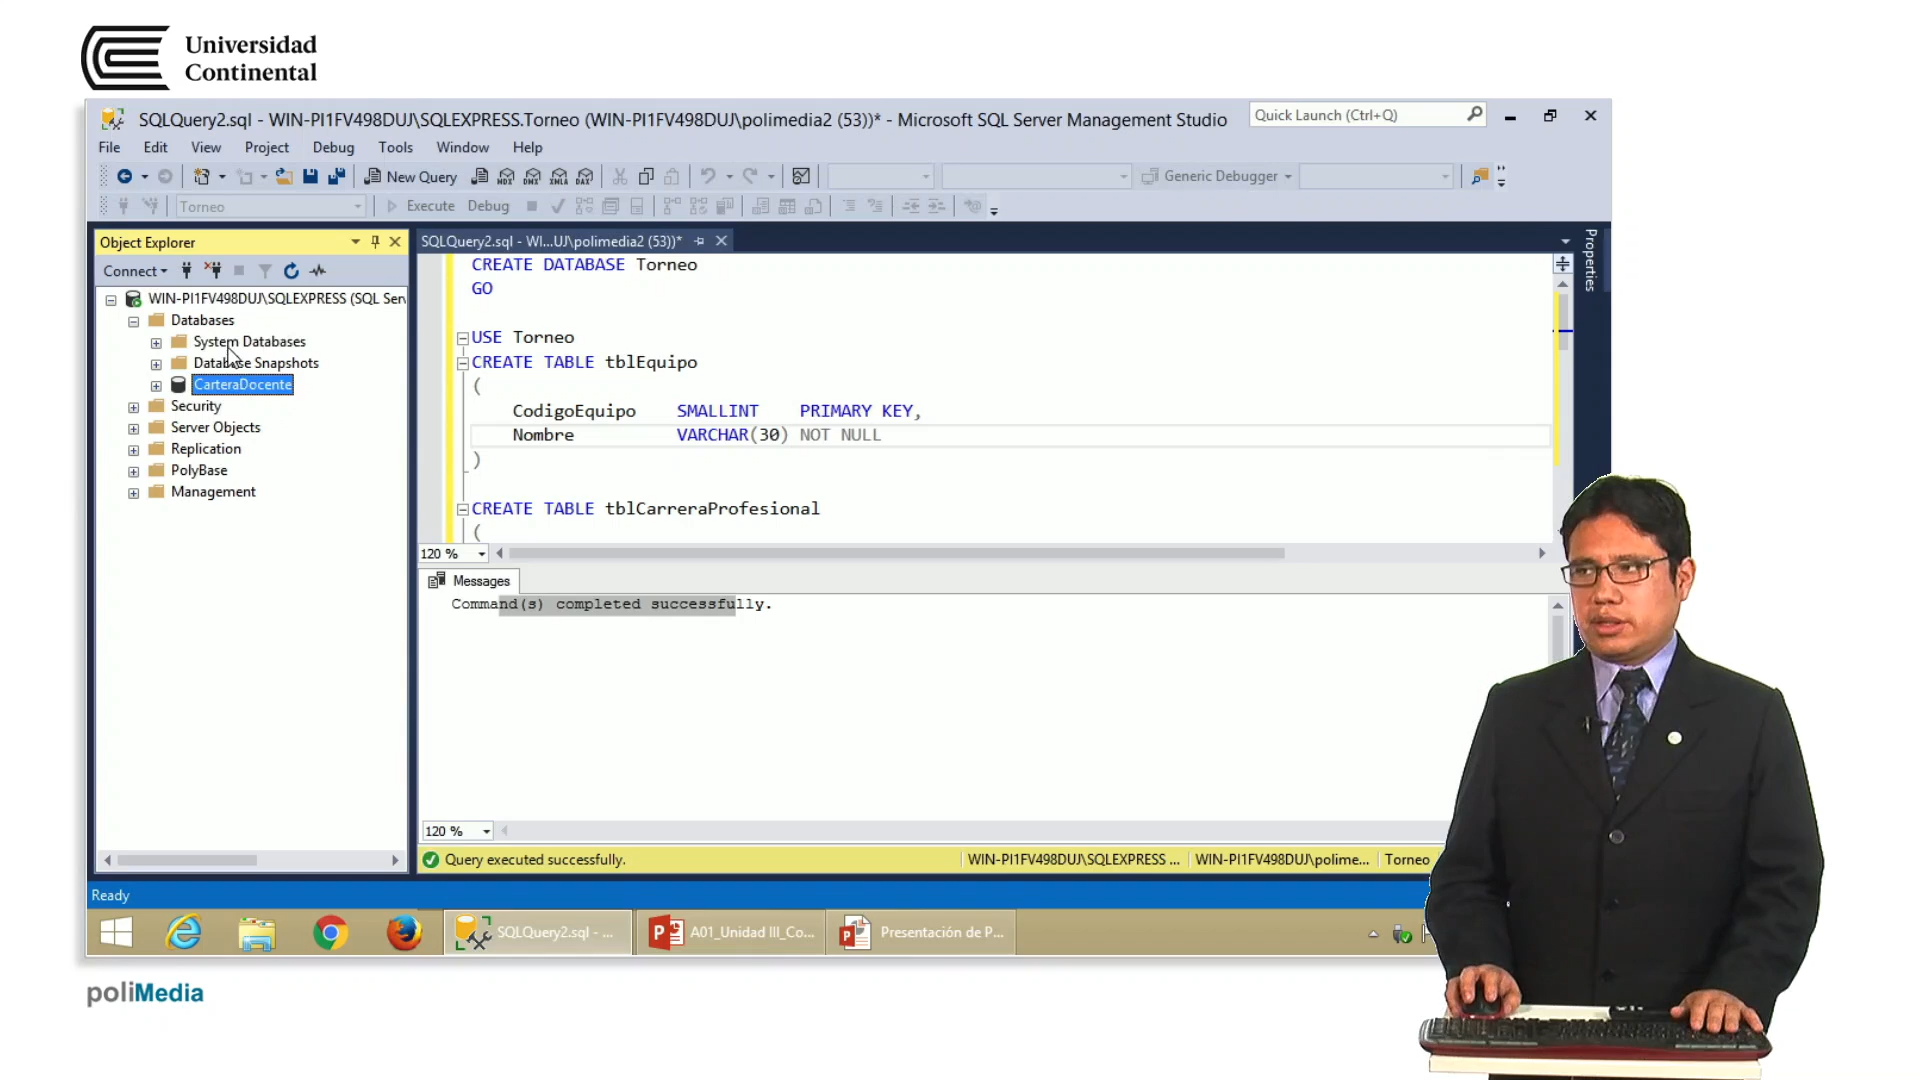 Universidad
Continental
SQLQuery2.sql - WIN-PI1FV498DUJ\SQLEXPRESS.Torneo (WIN-PI1FV498DUJ\polimedia2 (53))* - Microsoft SQL Server Management Studio
Quick Launch (Ctrl+Q)
File Edit View Project Debug Tools Window Help
New Query MDX DMX XMLA DAX Generic Debugger
Torneo Execute Debug
Object Explorer
SQLQuery2.sql - WI...UJ\polimedia2 (53))*
Properties
Connect
WIN-PI1FV498DUJ\SQLEXPRESS (SQL Ser
Databases
System Databases
Database Snapshots
CarteraDocente
Security
Server Objects
Replication
PolyBase
Management
CREATE DATABASE Torneo
GO
USE Torneo
CREATE TABLE tblEquipo
(
CodigoEquipo SMALLINT PRIMARY KEY,
Nombre VARCHAR(30) NOT NULL
)
CREATE TABLE tblCarreraProfesional
(
120 %
Messages
Command(s) completed successfully.
120 %
Query executed successfully.
WIN-PI1FV498DUJ\SQLEXPRESS ... WIN-PI1FV498DUJ\polime... Torneo
Ready
SQLQuery2.sql - ...
A01_Unidad III_Co...
Presentación de P...
poliMedia